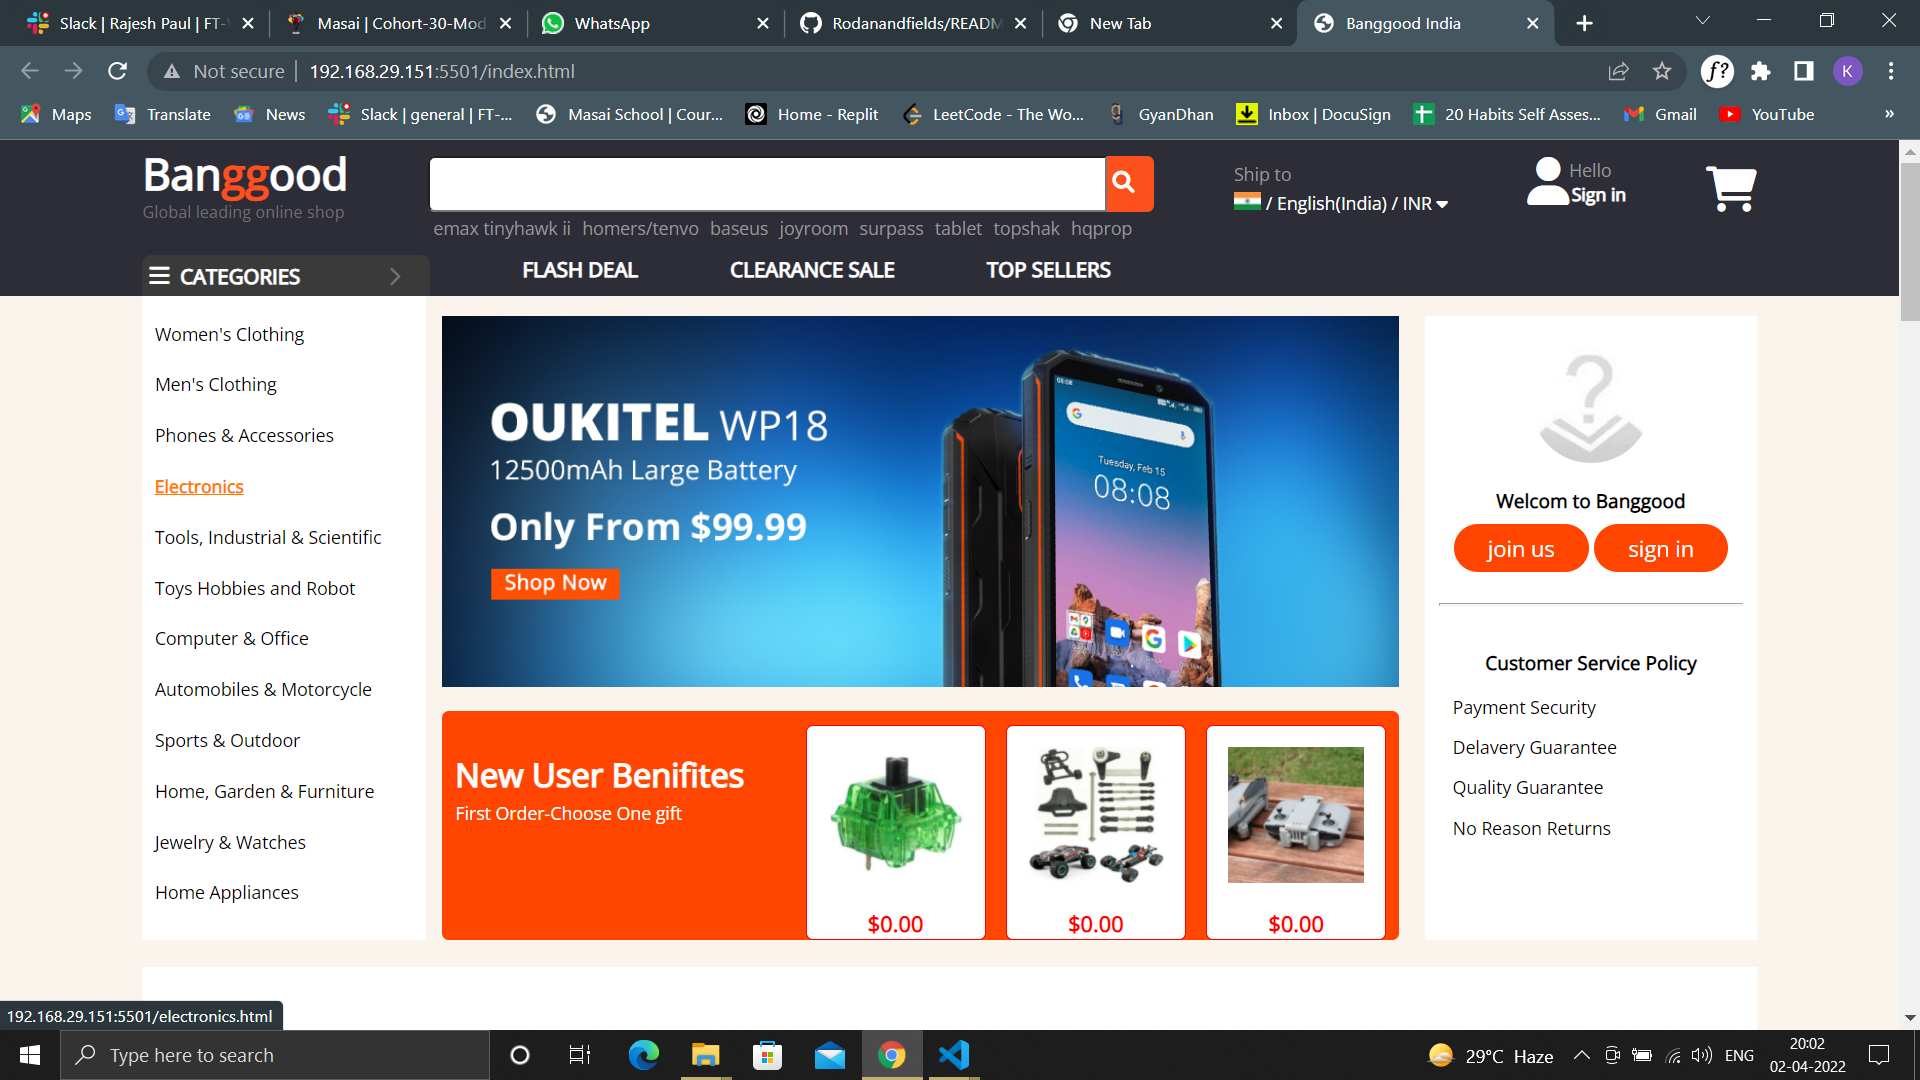 Slack | Rajesh Paul | FT-
Masai | Cohort-30-Mod
WhatsApp
Rodanandfields/READM
New Tab
Banggood India
Not secure
192.168.29.151:5501/index.html
f?
K
Maps
Translate
News
Slack | general | FT-...
Masai School | Cour...
Home - Replit
LeetCode - The Wo...
GyanDhan
Inbox | DocuSign
20 Habits Self Asses...
Gmail
YouTube
»
Banggood
Global leading online shop
emax tinyhawk ii homers/tenvo baseus joyroom surpass tablet topshak hqprop
Ship to
/ English(India) / INR
Hello
Sign in
CATEGORIES
FLASH DEAL
CLEARANCE SALE
TOP SELLERS
Women's Clothing
Men's Clothing
Phones & Accessories
Electronics
Tools, Industrial & Scientific
Toys Hobbies and Robot
Computer & Office
Automobiles & Motorcycle
Sports & Outdoor
Home, Garden & Furniture
Jewelry & Watches
Home Appliances
OUKITEL WP18
12500mAh Large Battery
Only From $99.99
Shop Now
05:08
Tuesday, Feb 15
08:08
New User Benifites
First Order-Choose One gift
$0.00
$0.00
$0.00
Welcom to Banggood
join us
sign in
Customer Service Policy
Payment Security
Delavery Guarantee
Quality Guarantee
No Reason Returns
192.168.29.151:5501/electronics.html
Type here to search
29°C Haze
ENG
20:02
02-04-2022